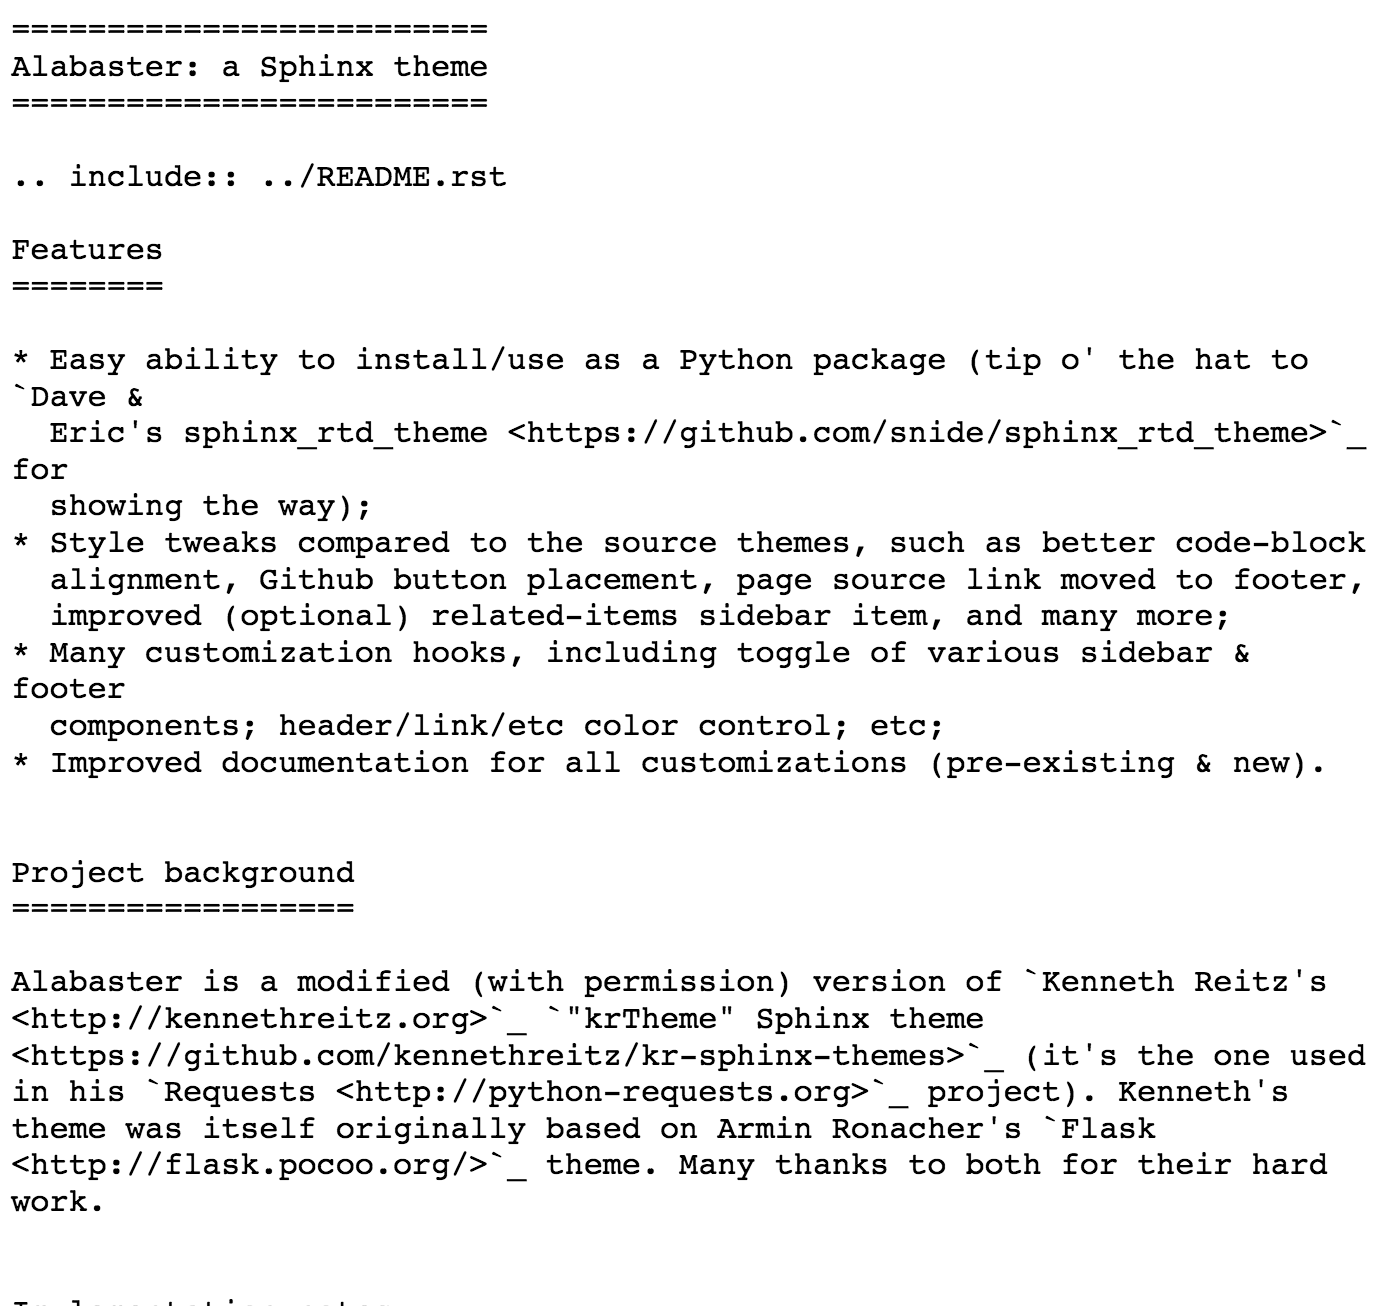 =========================
Alabaster: a Sphinx theme
=========================

.. include:: ../README.rst

Features
========

* Easy ability to install/use as a Python package (tip o' the hat to
`Dave &
  Eric's sphinx_rtd_theme <https://github.com/snide/sphinx_rtd_theme>`_
for
  showing the way);
* Style tweaks compared to the source themes, such as better code-block
  alignment, Github button placement, page source link moved to footer,
  improved (optional) related-items sidebar item, and many more;
* Many customization hooks, including toggle of various sidebar &
footer
  components; header/link/etc color control; etc;
* Improved documentation for all customizations (pre-existing & new).


Project background
==================

Alabaster is a modified (with permission) version of `Kenneth Reitz's
<http://kennethreitz.org>`_ `"krTheme" Sphinx theme
<https://github.com/kennethreitz/kr-sphinx-themes>`_ (it's the one used
in his `Requests <http://python-requests.org>`_ project). Kenneth's
theme was itself originally based on Armin Ronacher's `Flask
<http://flask.pocoo.org/>`_ theme. Many thanks to both for their hard
work.